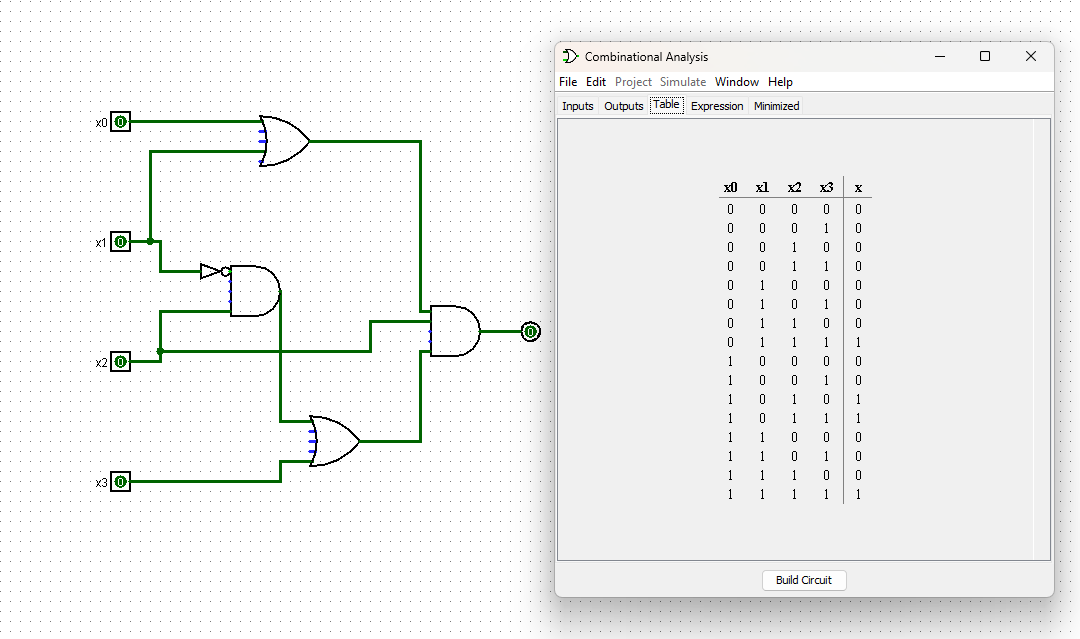 x0 0
x1 0
x2 0
x3 0
0
Combinational Analysis
File Edit Project Simulate Window Help
Inputs Outputs Table Expression Minimized
x0 x1 x2 x3 x
0 0 0 0 0
0 0 0 1 0
0 0 1 0 0
0 0 1 1 0
0 1 0 0 0
0 1 0 1 0
0 1 1 0 0
0 1 1 1 1
1 0 0 0 0
1 0 0 1 0
1 0 1 0 1
1 0 1 1 1
1 1 0 0 0
1 1 0 1 0
1 1 1 0 0
1 1 1 1 1
Build Circuit